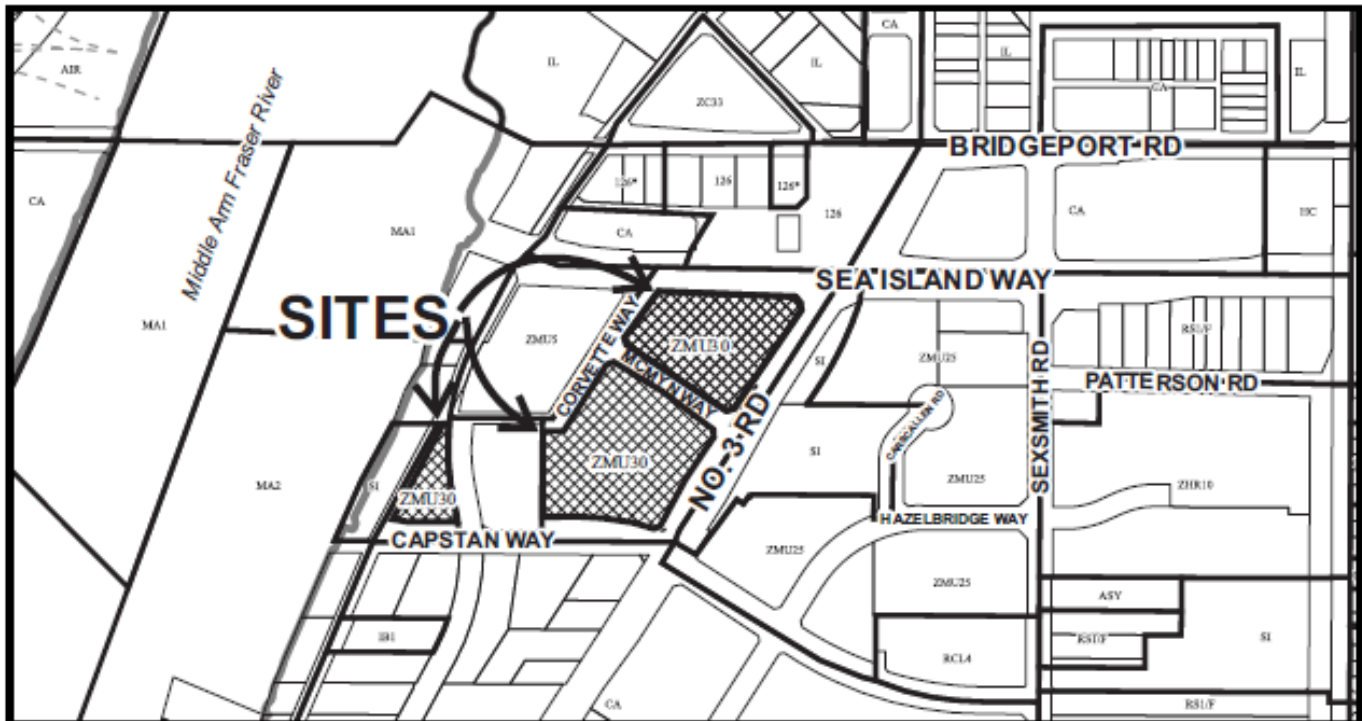 CA
IL
IL
IL
AIR
IL
CA
ZC33
BRIDGEPORT RD
126*
126
126*
CA
Middle Arm Fraser River
126
CA
HC
MA1
CA
SEA ISLAND WAY
SITES
MA1
ZMU5
CORVETTE WAY
ZMU30
MCMYN WAY
SI
ZMU25
RS1/F
PATTERSON RD
SEXSMITH RD
CARSCALLEN RD
NO. 3 RD
SI
ZMU30
MA2
SI
ZMU30
ZMU25
ZHR10
HAZELBRIDGE WAY
CAPSTAN WAY
ZMU25
ZMU25
ASY
IB1
RS1/F
SI
RCL4
CA
RS1/F